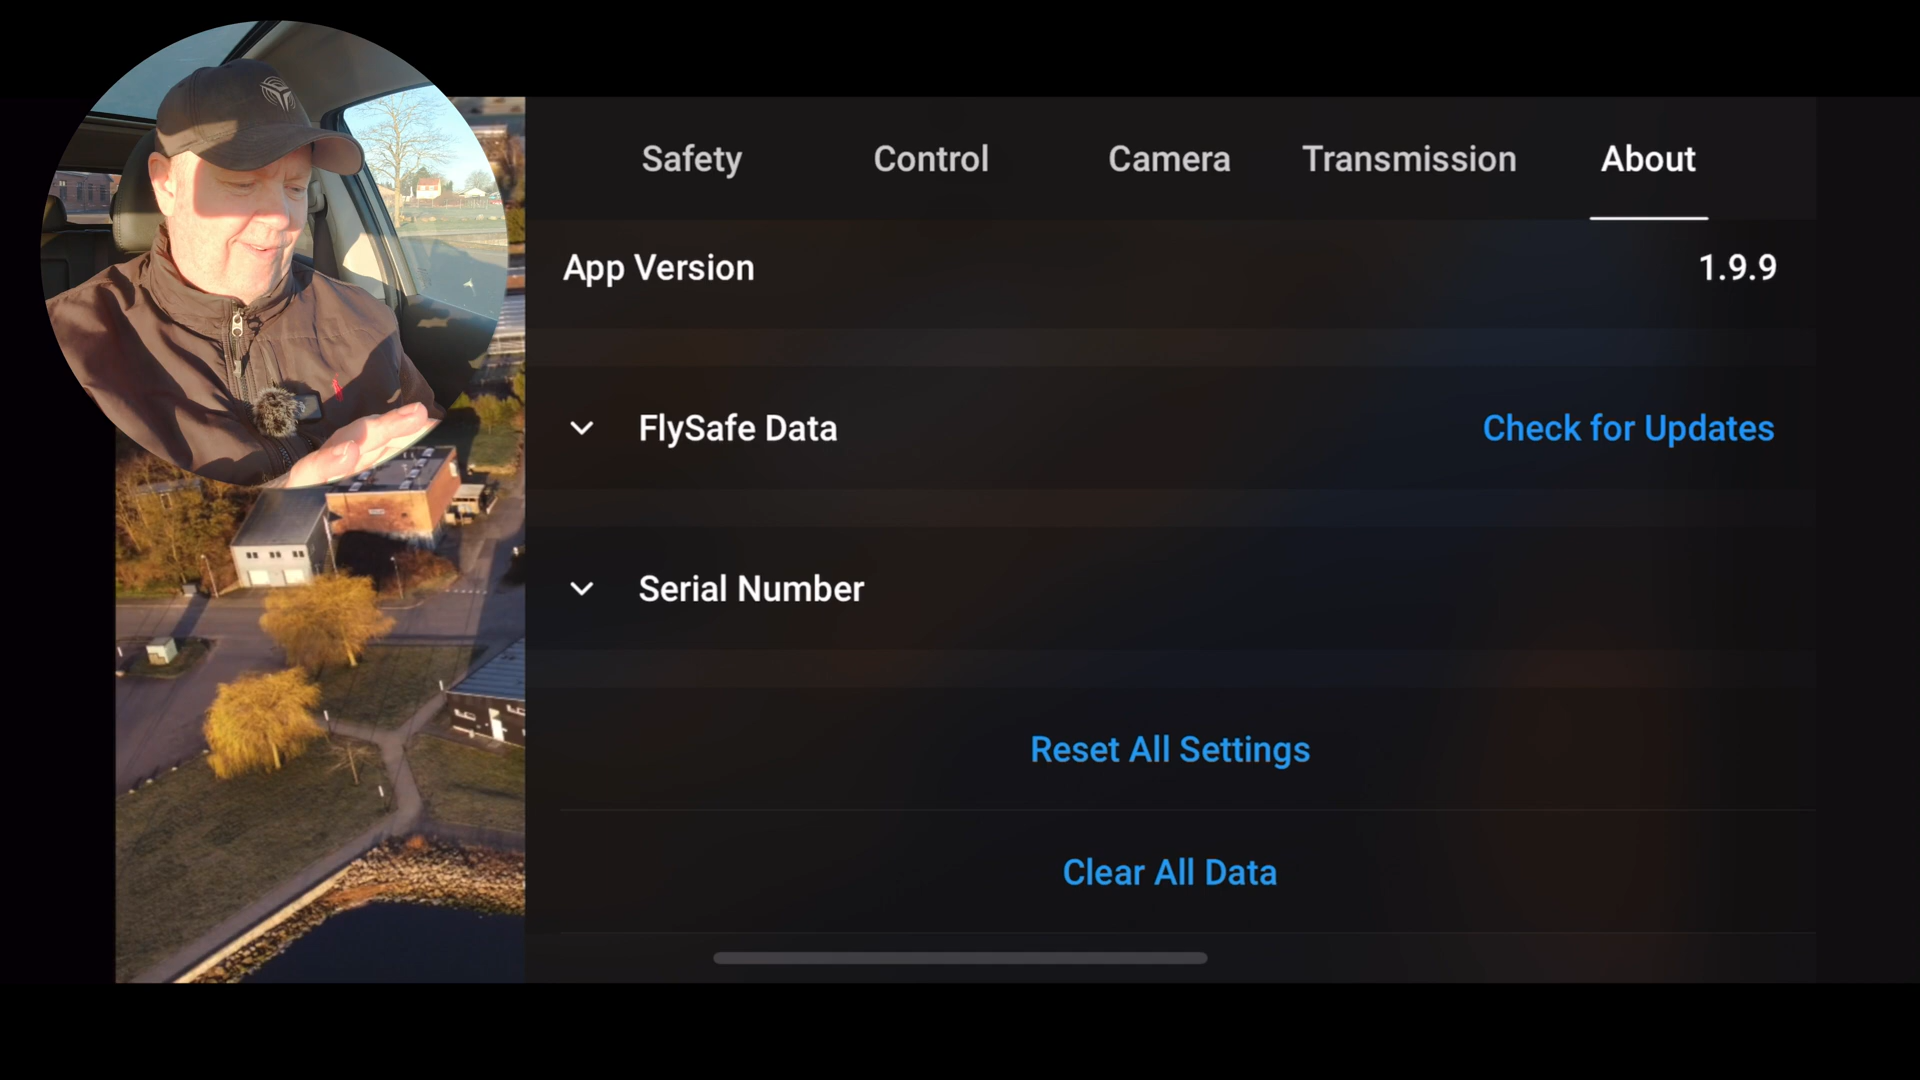 Safety Control Camera Transmission About
App Version 1.9.9
FlySafe Data Check for Updates
Serial Number
Reset All Settings
Clear All Data